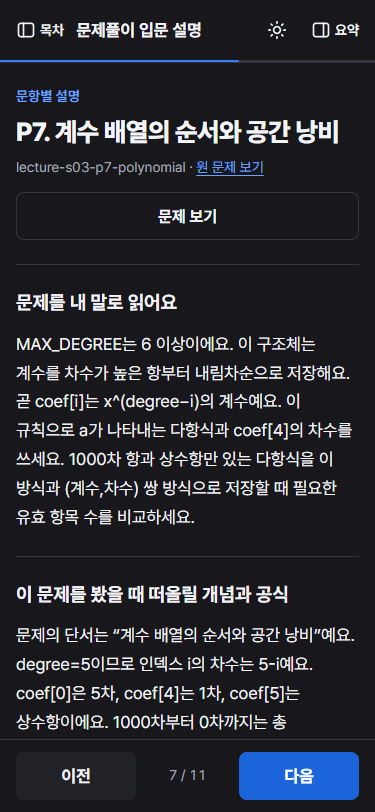 목차 문제풀이 입문 설명 요약
문항별 설명
P7. 계수 배열의 순서와 공간 낭비
lecture-s03-p7-polynomial · 원 문제 보기
문제 보기
문제를 내 말로 읽어요
MAX_DEGREE는 6 이상이에요. 이 구조체는
계수를 차수가 높은 항부터 내림차순으로 저장해요.
곧 coef[i]는 x^(degree−i)의 계수예요. 이
규칙으로 a가 나타내는 다항식과 coef[4]의 차수를
쓰세요. 1000차 항과 상수항만 있는 다항식을 이
방식과 (계수,차수) 쌍 방식으로 저장할 때 필요한
유효 항목 수를 비교하세요.
이 문제를 봤을 때 떠올릴 개념과 공식
문제의 단서는 “계수 배열의 순서와 공간 낭비”예요.
degree=5이므로 인덱스 i의 차수는 5-i예요.
coef[0]은 5차, coef[4]는 1차, coef[5]는
상수항이에요. 1000차부터 0차까지는 총
이전 7 / 11 다음